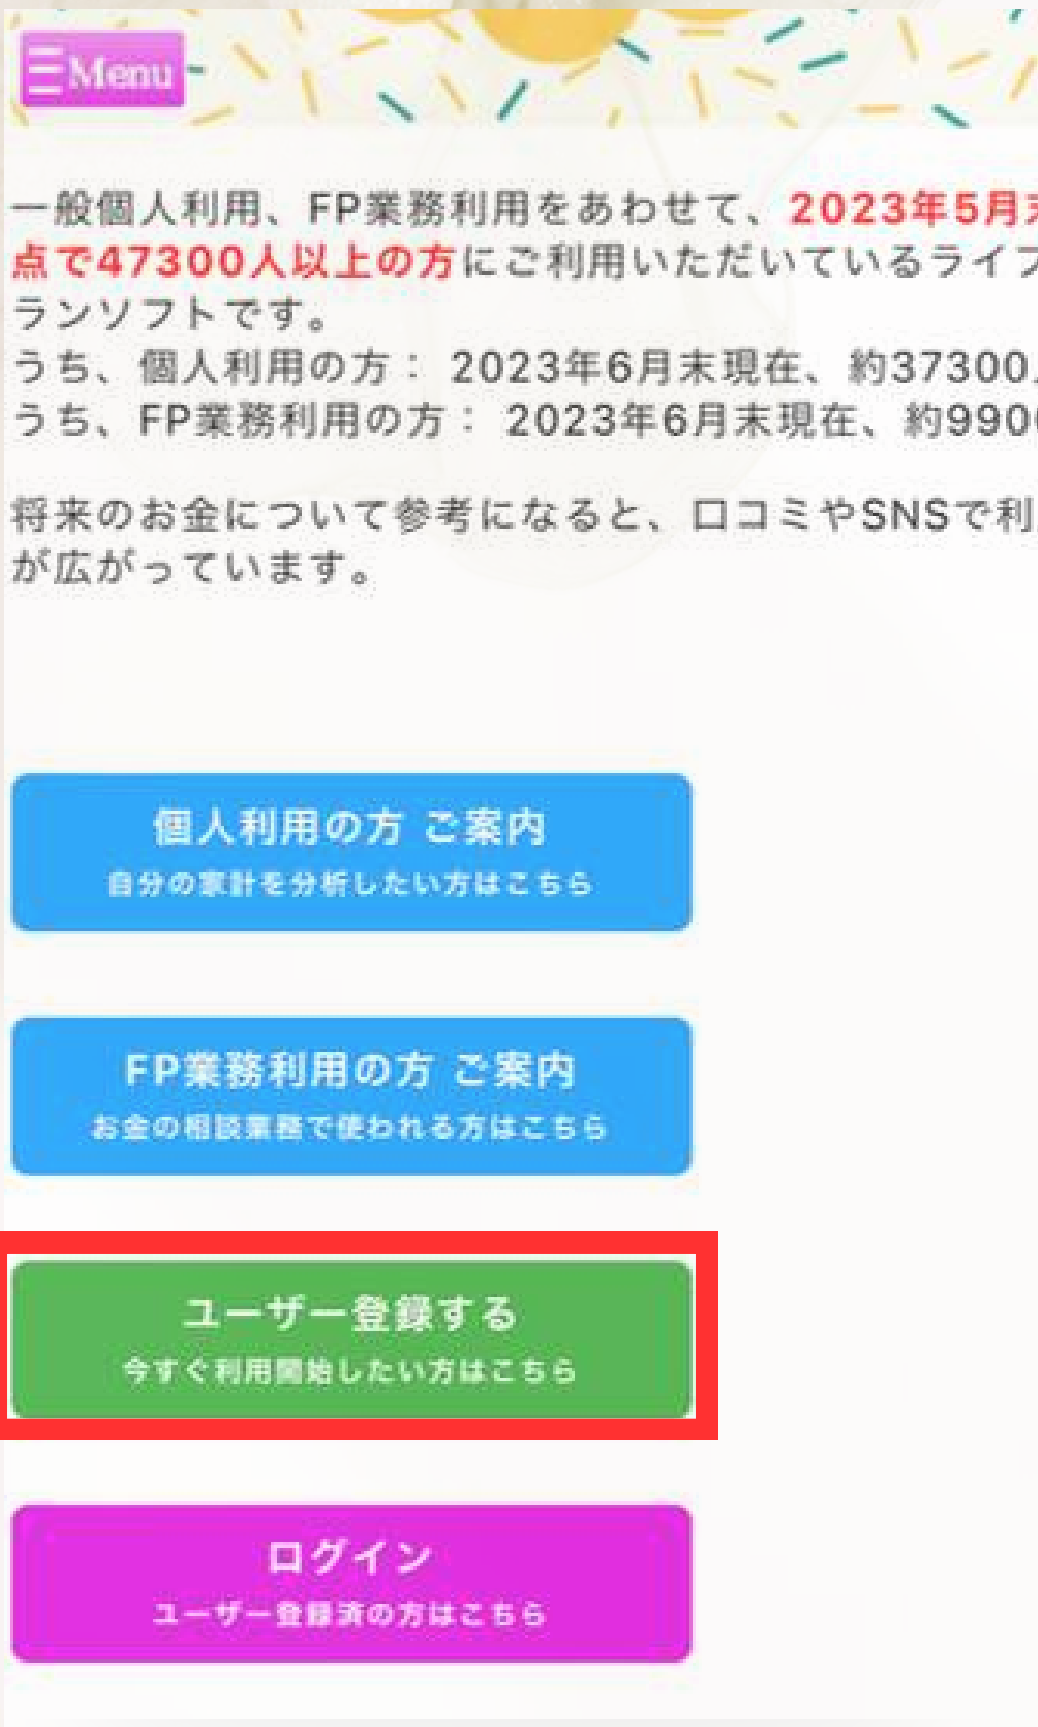 Menu
一般個人利用、FP業務利用をあわせて、2023年5月末
点で47300人以上の方にご利用いただいているライフ
ランソフトです。
うち、個人利用の方： 2023年6月末現在、約37300
うち、FP業務利用の方： 2023年6月末現在、約990
将来のお金について参考になると、口コミやSNSで利
が広がっています。
個人利用の方 ご案内
自分の家計を分析したい方はこちら
FP業務利用の方 ご案内
お金の相談業務で使われる方はこちら
ユーザー登録する
今すぐ利用開始したい方はこちら
ログイン
ユーザー登録済の方はこちら